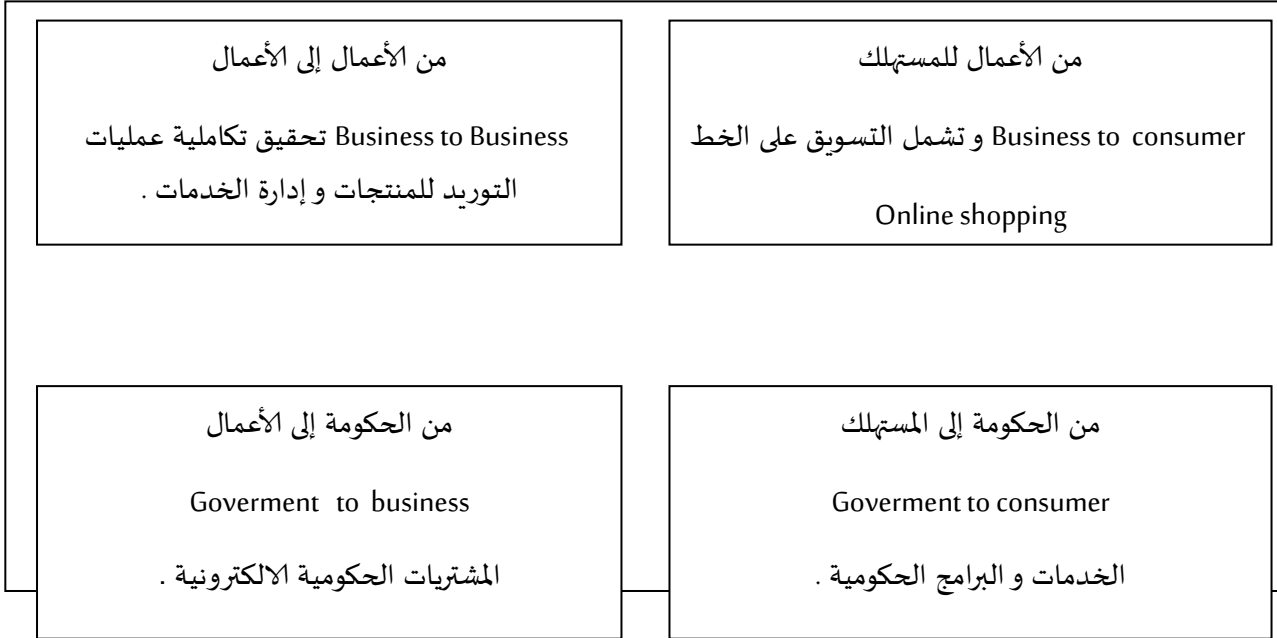 من الأعمال للمستهلك
Business to consumer و تشمل التسويق على الخط
Online shopping
من الأعمال إلى الأعمال
Business to Business تحقيق تكاملية عمليات
التوريد للمنتجات و إدارة الخدمات .
من الحكومة إلى المستهلك
Goverment to consumer
الخدمات و البرامج الحكومية .
من الحكومة إلى الأعمال
Goverment to business
المشتريات الحكومية الالكترونية .